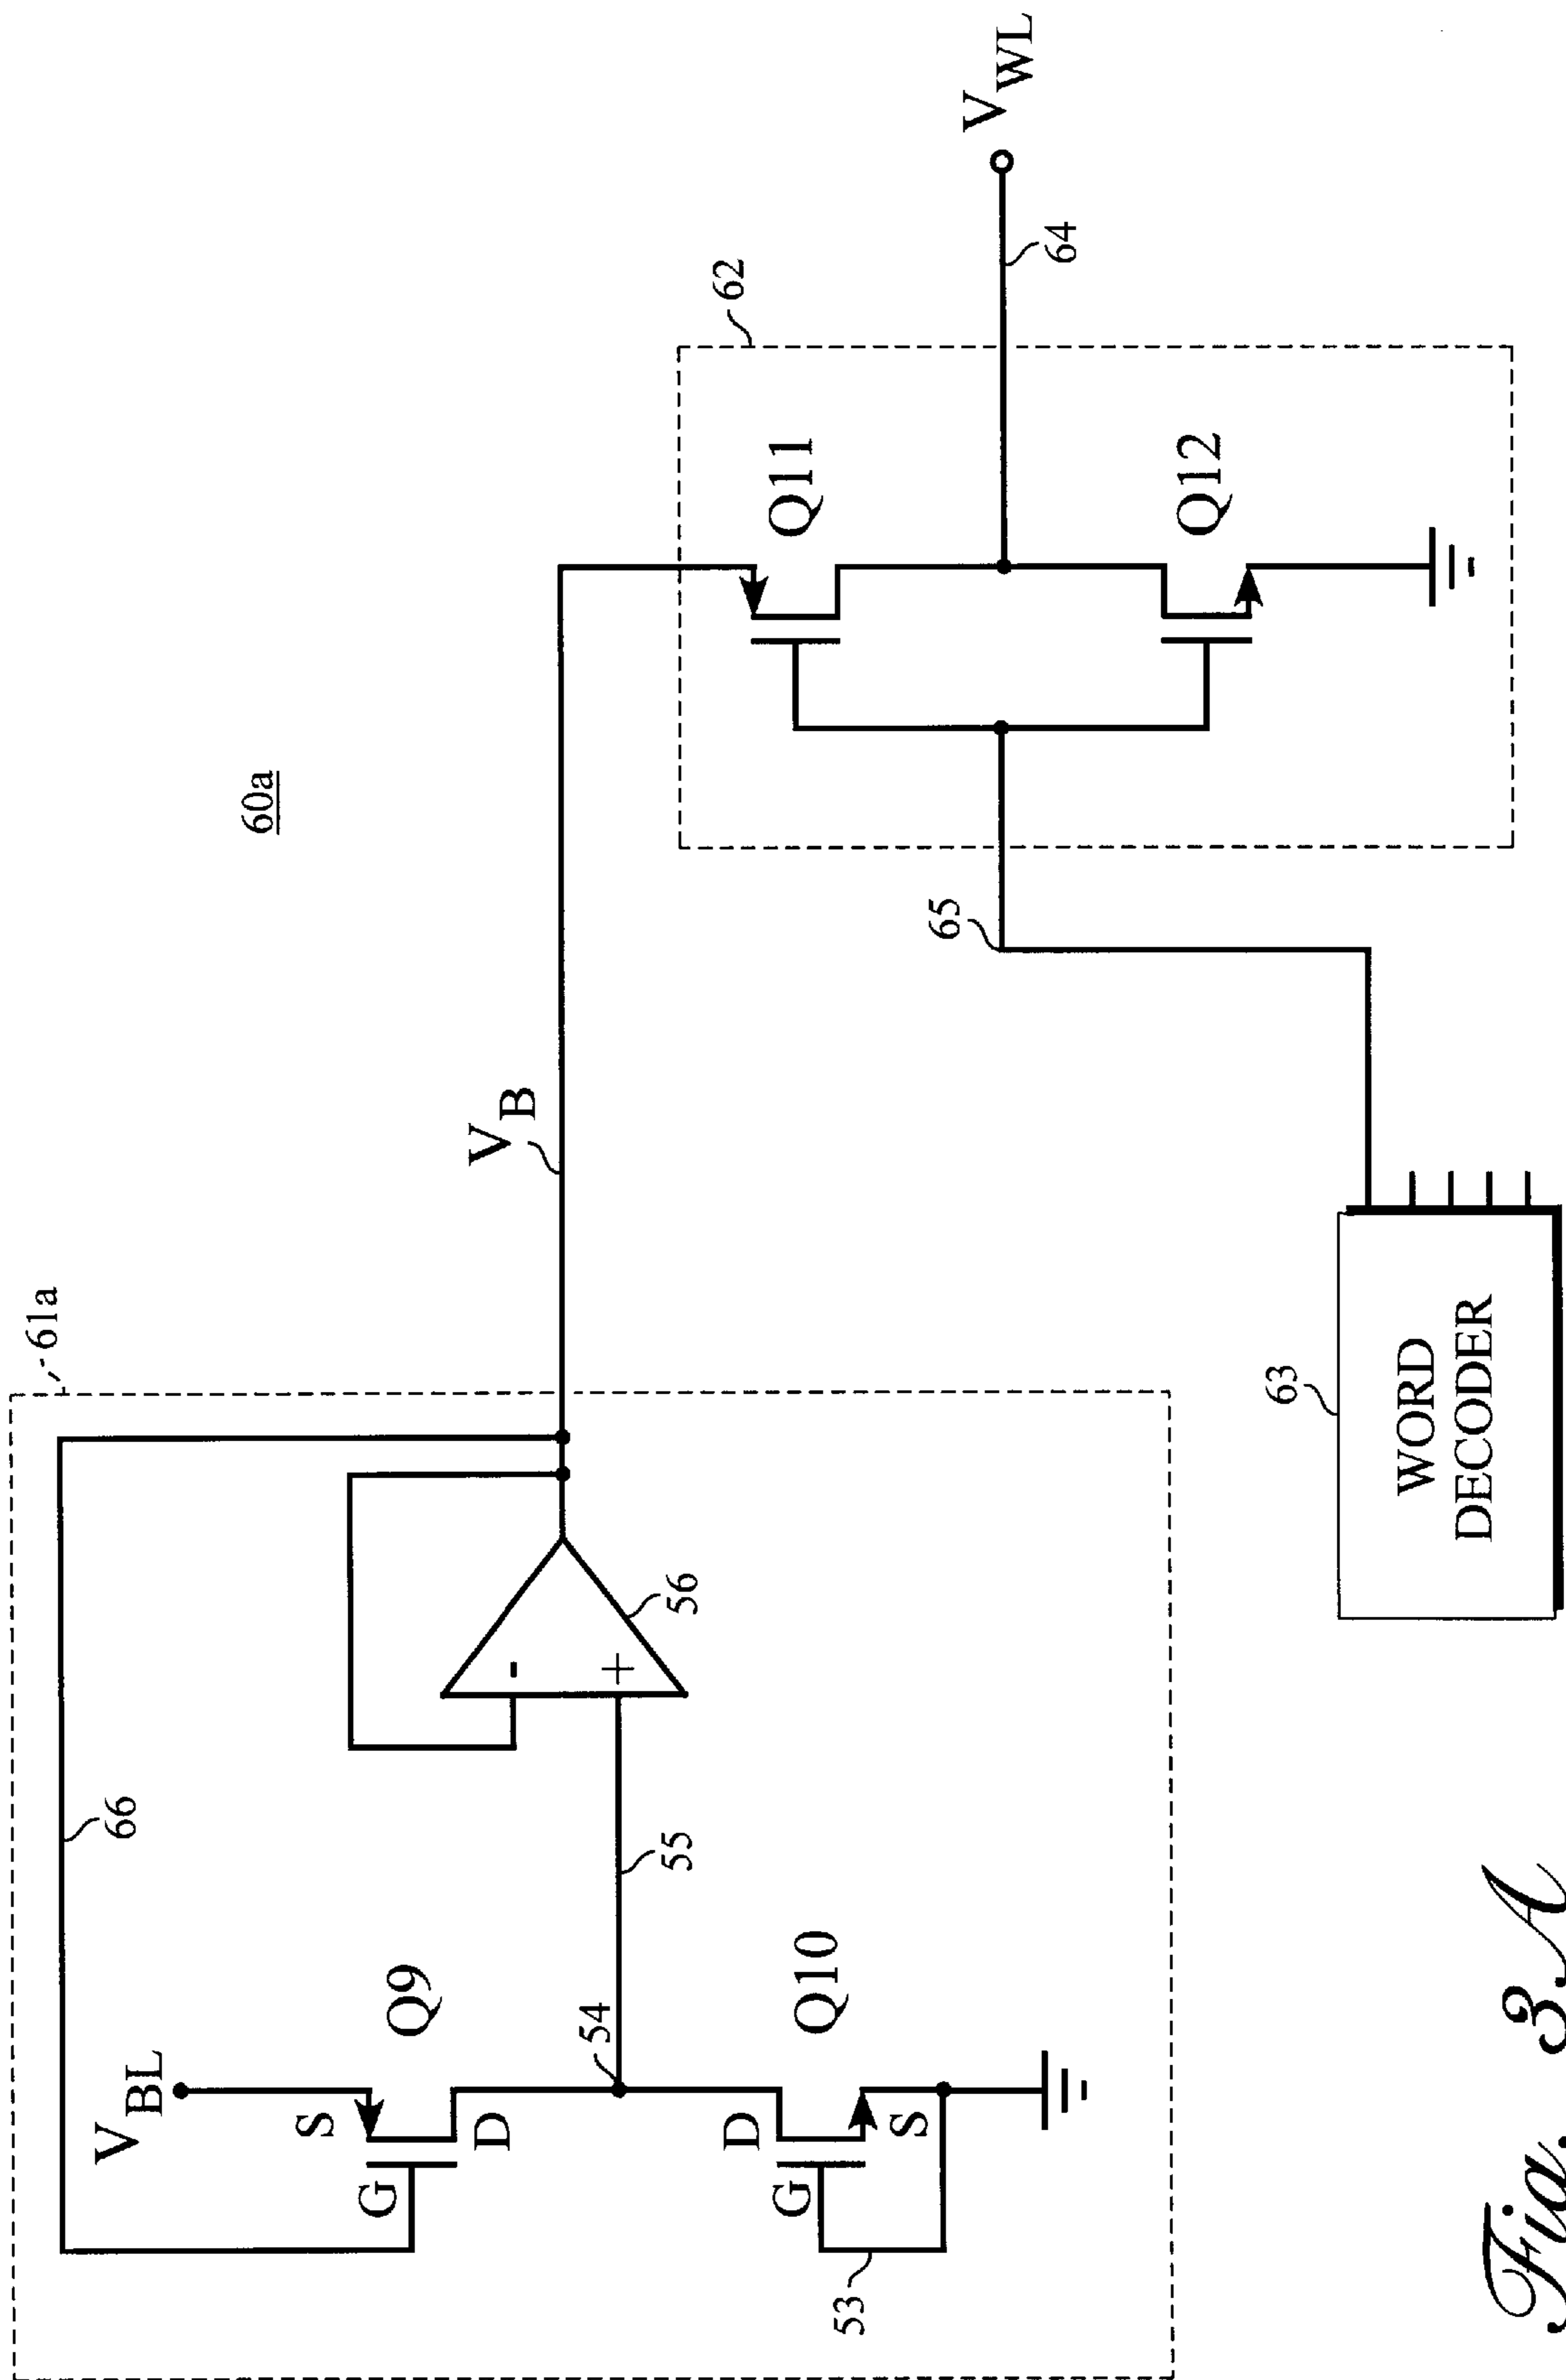 61a
66
V_BL
S
G
Q9
D
54
55
-
+
56
D
G
Q10
S
53
V_B
60a
62
Q11
Q12
64
V_WL
65
63
WORD
DECODER
Fig. 3A